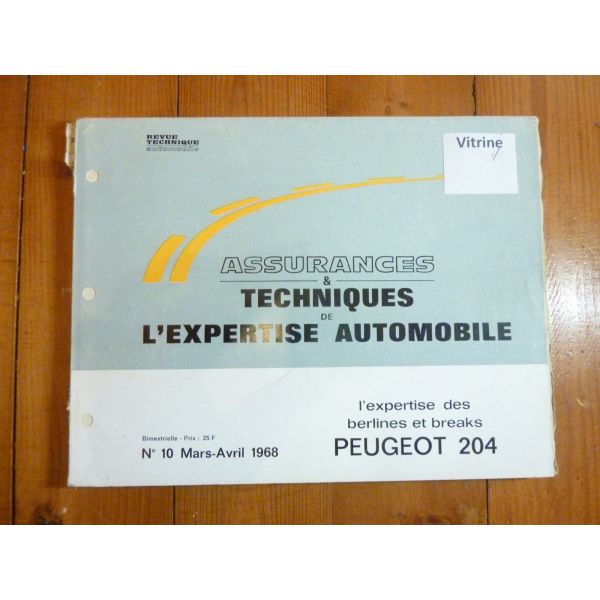 REVUE
TECHNIQUE
automobile
Vitrine
ASSURANCES
&
TECHNIQUES
DE
L'EXPERTISE AUTOMOBILE
l'expertise des
berlines et breaks
PEUGEOT 204
Bimestrielle - Prix : 25 F
N° 10 Mars-Avril 1968